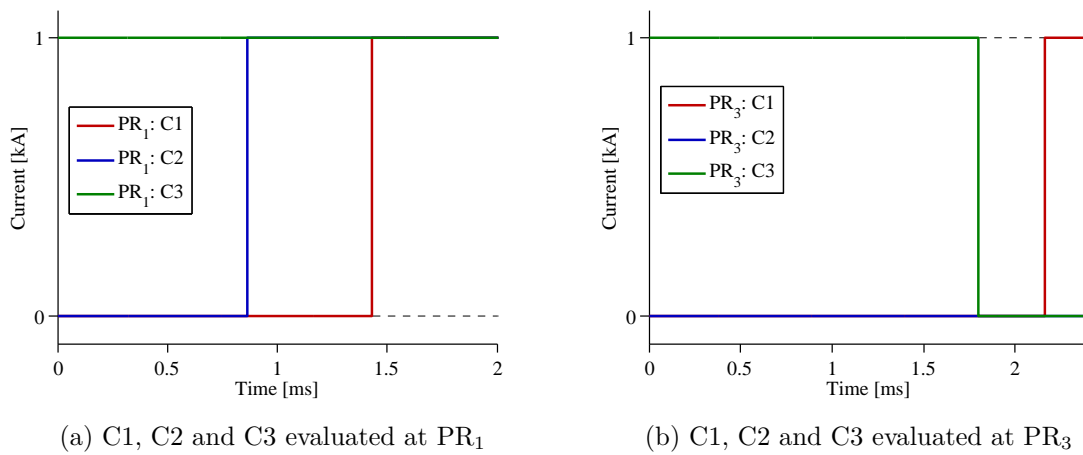 1
0
Current [kA]
PR1: C1
PR1: C2
PR1: C3
0
0.5
1
1.5
2
Time [ms]
(a) C1, C2 and C3 evaluated at PR1
1
0
Current [kA]
PR3: C1
PR3: C2
PR3: C3
0
0.5
1
1.5
2
Time [ms]
(b) C1, C2 and C3 evaluated at PR3